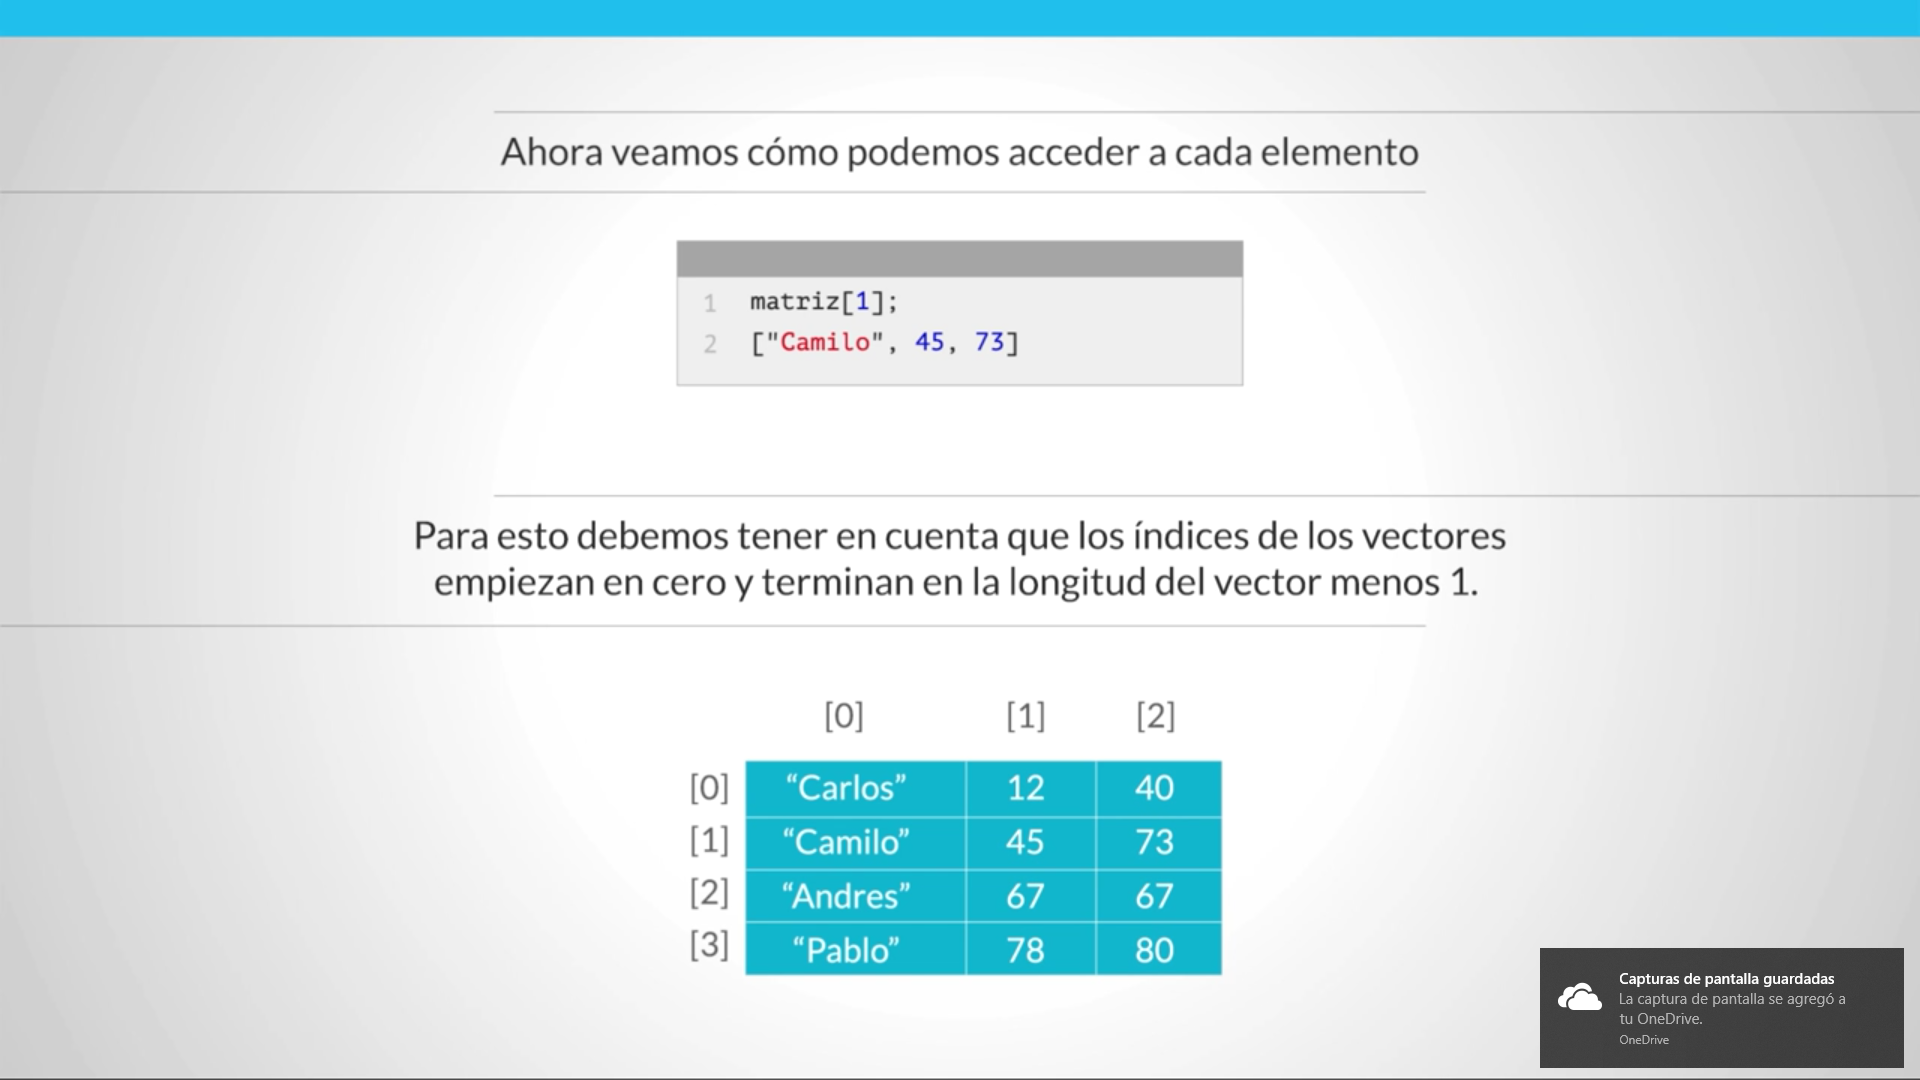 Ahora veamos cómo podemos acceder a cada elemento
1 matriz[1];
2 ["Camilo", 45, 73]
Para esto debemos tener en cuenta que los índices de los vectores
empiezan en cero y terminan en la longitud del vector menos 1.
[0] [1] [2]
[0] “Carlos” 12 40
[1] “Camilo” 45 73
[2] “Andres” 67 67
[3] “Pablo” 78 80
Capturas de pantalla guardadas
La captura de pantalla se agregó a
tu OneDrive.
OneDrive